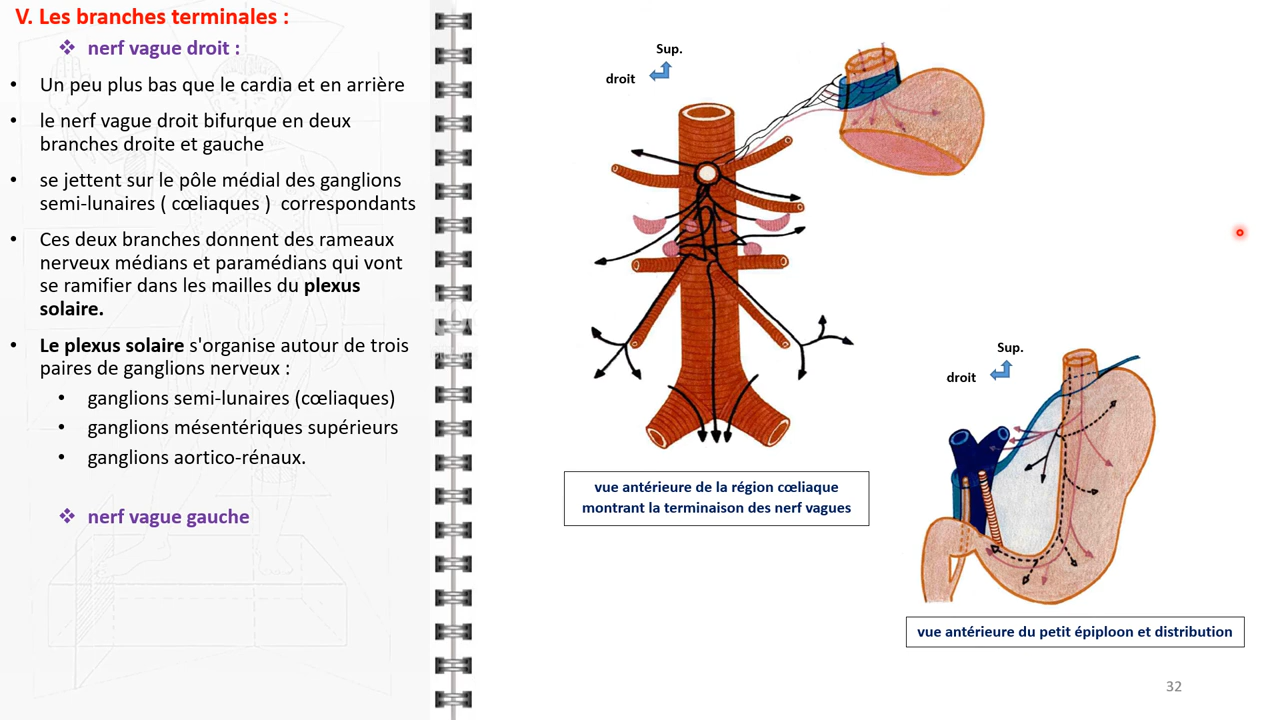 V. Les branches terminales :
❖ nerf vague droit :
• Un peu plus bas que le cardia et en arrière
• le nerf vague droit bifurque en deux
branches droite et gauche
• se jettent sur le pôle médial des ganglions
semi-lunaires ( cœliaques ) correspondants
• Ces deux branches donnent des rameaux
nerveux médians et paramédians qui vont
se ramifier dans les mailles du plexus
solaire.
• Le plexus solaire s'organise autour de trois
paires de ganglions nerveux :
• ganglions semi-lunaires (cœliaques)
• ganglions mésentériques supérieurs
• ganglions aortico-rénaux.
❖ nerf vague gauche
Sup.
droit
vue antérieure de la région cœliaque
montrant la terminaison des nerf vagues
Sup.
droit
vue antérieure du petit épiploon et distribution
32